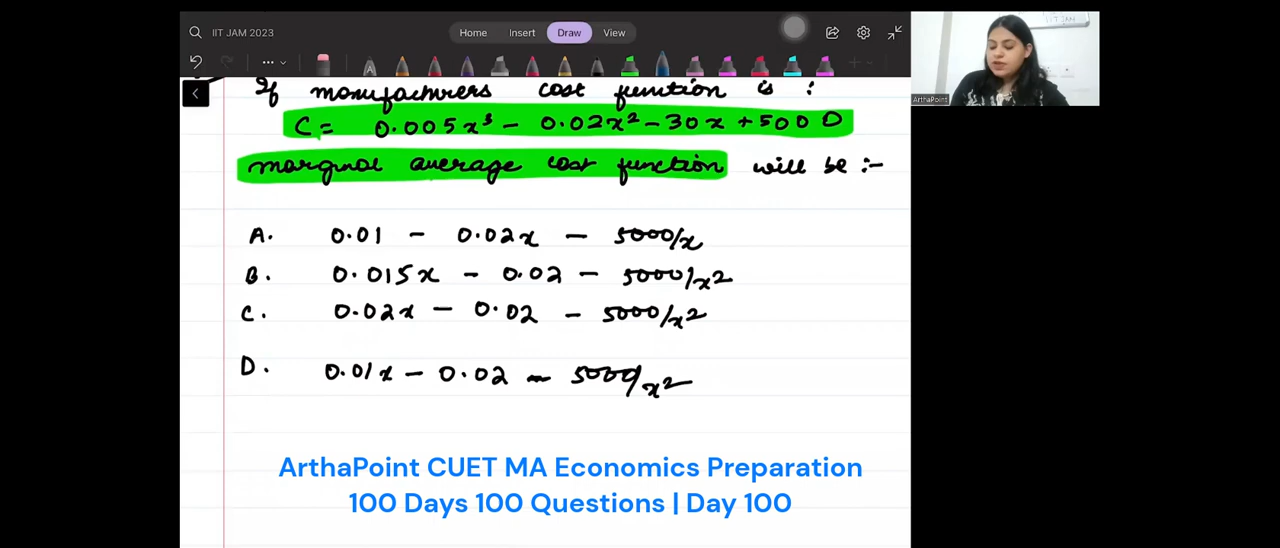 IIT JAM 2023
Home Insert Draw View
IIT JAM
ArthaPoint
If manufacturers cost function is :
C = 0.005x³ - 0.02x² - 30x + 5000
marginal average cost function will be :-
A. 0.01 - 0.02x - 5000/x
B. 0.015x - 0.02 - 5000/x²
C. 0.02x - 0.02 - 5000/x²
D. 0.01x - 0.02 - 5000/x²
ArthaPoint CUET MA Economics Preparation
100 Days 100 Questions | Day 100